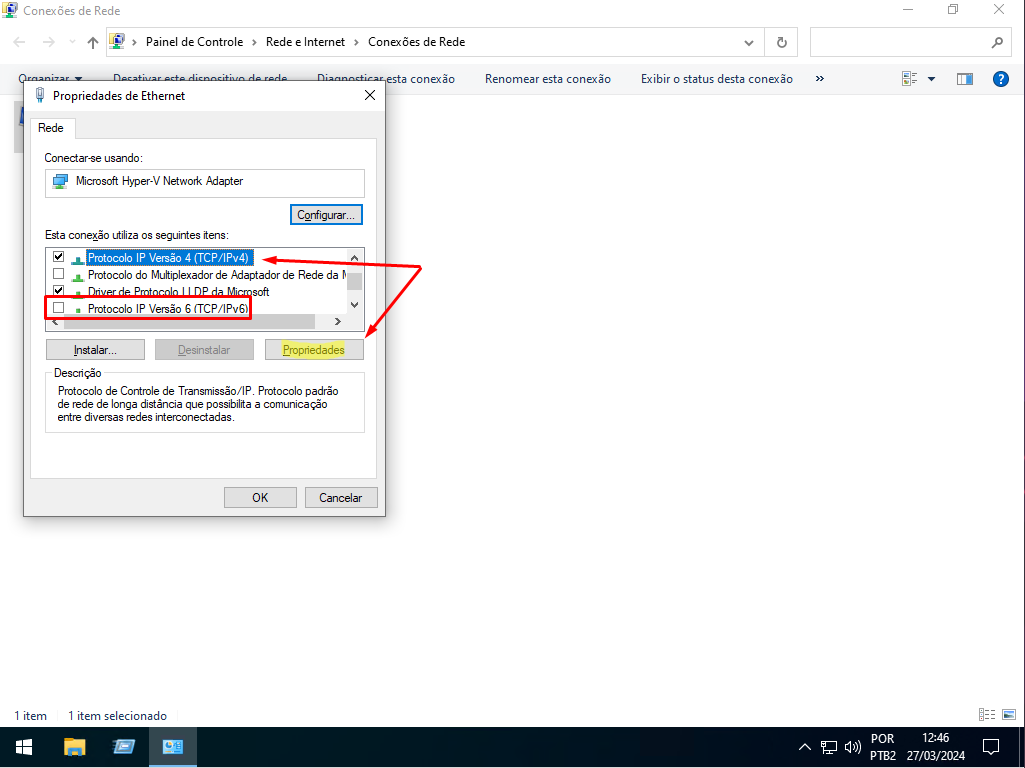 Conexões de Rede
Painel de Controle
Rede e Internet
Conexões de Rede
Organizar
Desativar este dispositivo de rede
Diagnosticar esta conexão
Renomear esta conexão
Exibir o status desta conexão
»
Propriedades de Ethernet
Rede
Conectar-se usando:
Microsoft Hyper-V Network Adapter
Configurar...
Esta conexão utiliza os seguintes itens:
Protocolo IP Versão 4 (TCP/IPv4)
Protocolo do Multiplexador de Adaptador de Rede da M
Driver de Protocolo LLDP da Microsoft
Protocolo IP Versão 6 (TCP/IPv6)
Instalar...
Desinstalar
Propriedades
Descrição
Protocolo de Controle de Transmissão/IP. Protocolo padrão
de rede de longa distância que possibilita a comunicação
entre diversas redes interconectadas.
OK
Cancelar
1 item
1 item selecionado
POR
PTB2
12:46
27/03/2024